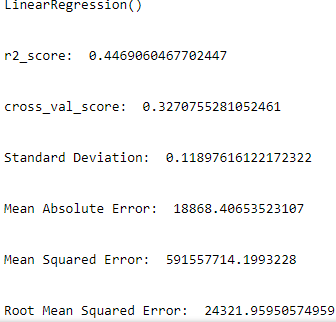 LinearRegression()
r2_score:  0.4469060467702447
cross_val_score:  0.3270755281052461
Standard Deviation:  0.11897616122172322
Mean Absolute Error:  18868.40653523107
Mean Squared Error:  591557714.1993228
Root Mean Squared Error:  24321.95950574959